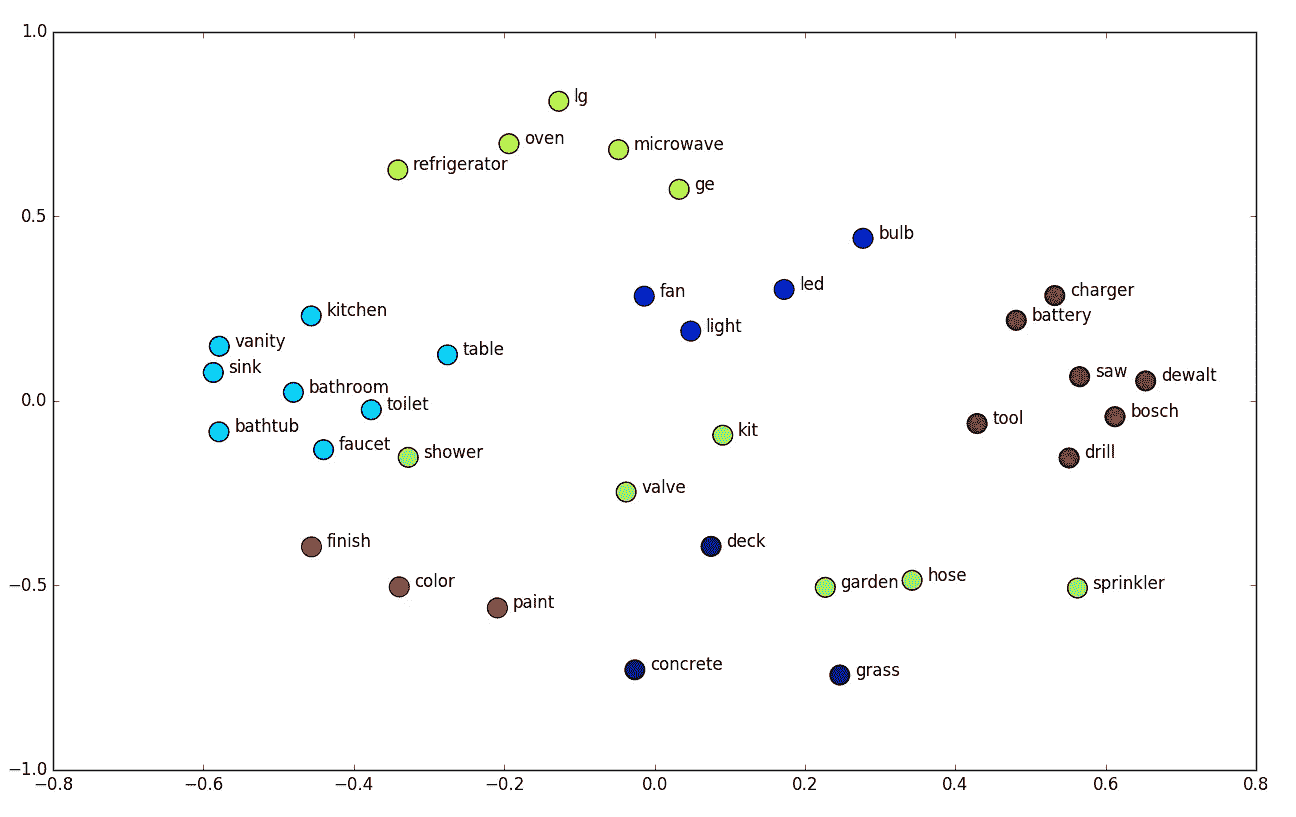 1.0
lg
oven
microwave
refrigerator
ge
0.5
bulb
led
fan
charger
kitchen
battery
light
vanity
table
sink
saw
dewalt
bathroom
0.0
toilet
bosch
tool
bathtub
kit
faucet
shower
drill
valve
finish
deck
color
garden
hose
sprinkler
−0.5
paint
concrete
grass
−1.0
−0.8
−0.6
−0.4
−0.2
0.0
0.2
0.4
0.6
0.8